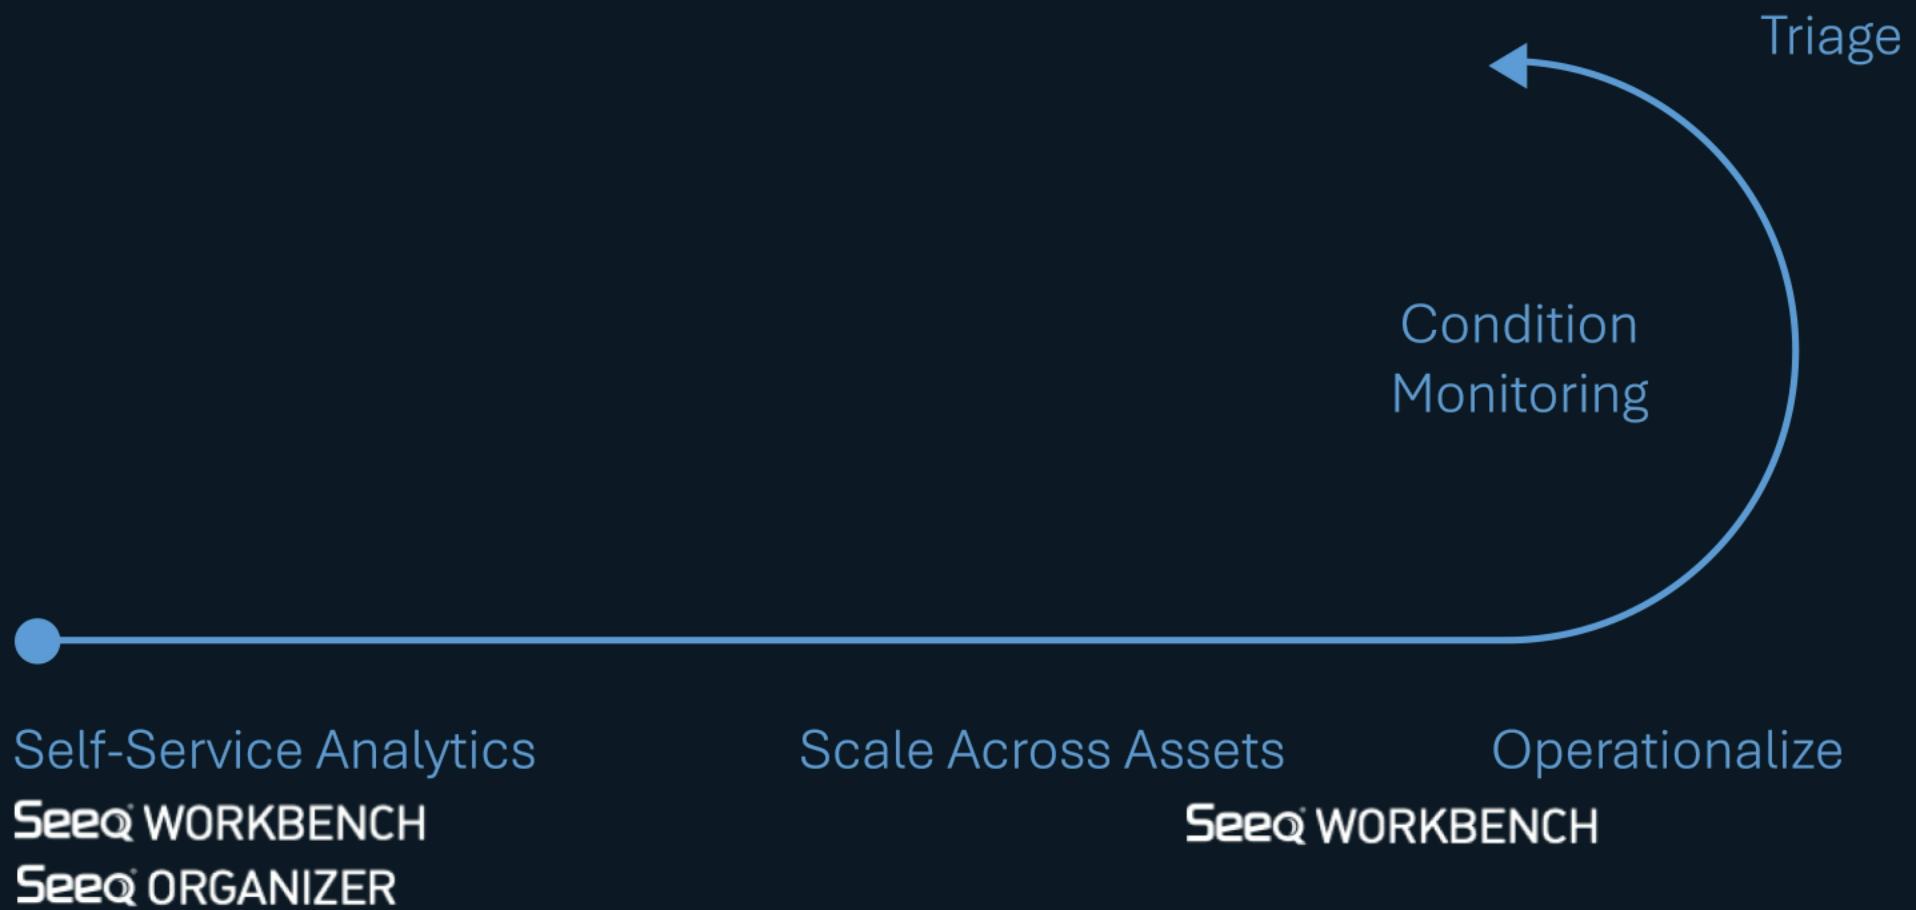 Triage
Condition
Monitoring
Self-Service Analytics
Scale Across Assets
Operationalize
Seeq WORKBENCH
Seeq WORKBENCH
Seeq ORGANIZER